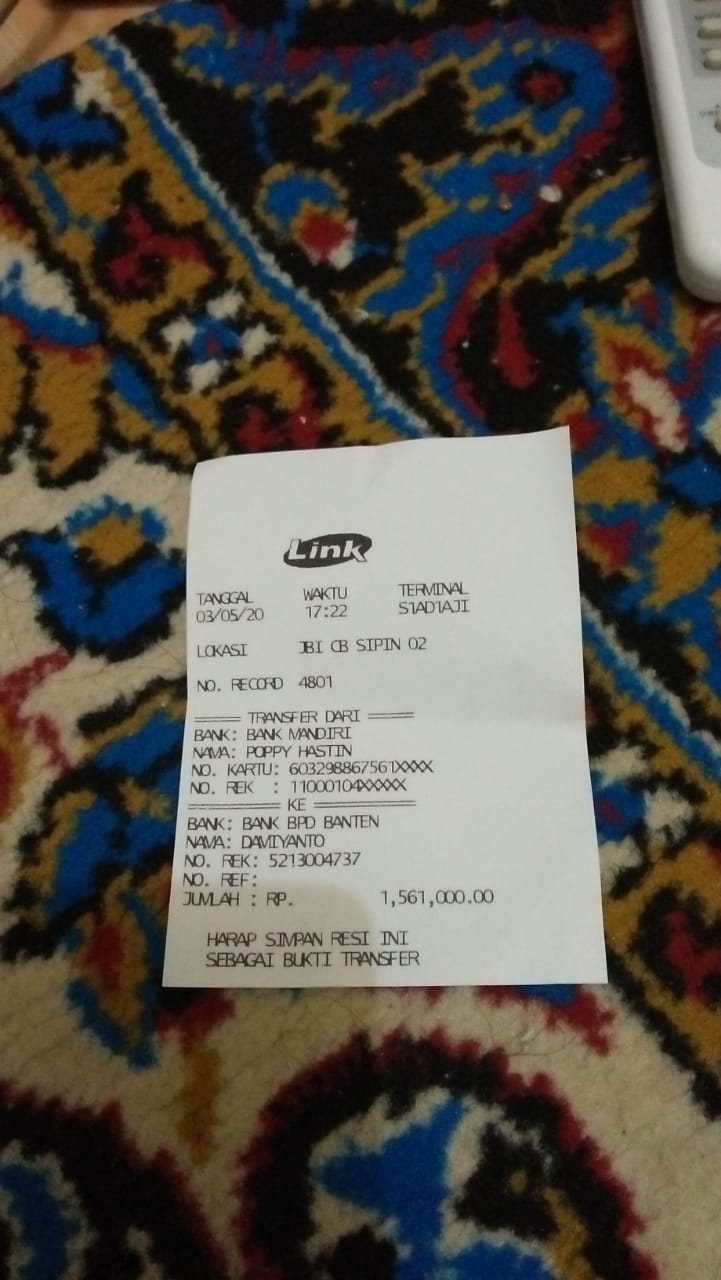 Link
TANGGAL WAKTU TERMINAL
03/05/20 17:22 S1AD1AJI
LOKASI JBI CB SIPIN 02
NO. RECORD 4801
====== TRANSFER DARI ======
BANK: BANK MANDIRI
NAMA: POPPY HASTIN
NO. KARTU: 603298867561XXXX
NO. REK : 11000104XXXXX
============ KE =============
BANK: BANK BPD BANTEN
NAMA: DAMIYANTO
NO. REK: 5213004737
NO. REF:
JUMLAH : RP. 1,561,000.00
HARAP SIMPAN RESI INI
SEBAGAI BUKTI TRANSFER